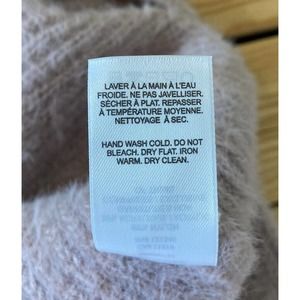 LAVER À LA MAIN À L'EAU
FROIDE. NE PAS JAVELLISER.
SÉCHER À PLAT. REPASSER
À TEMPÉRATURE MOYENNE.
NETTOYAGE À SEC.
HAND WASH COLD. DO NOT
BLEACH. DRY FLAT. IRON
WARM. DRY CLEAN.